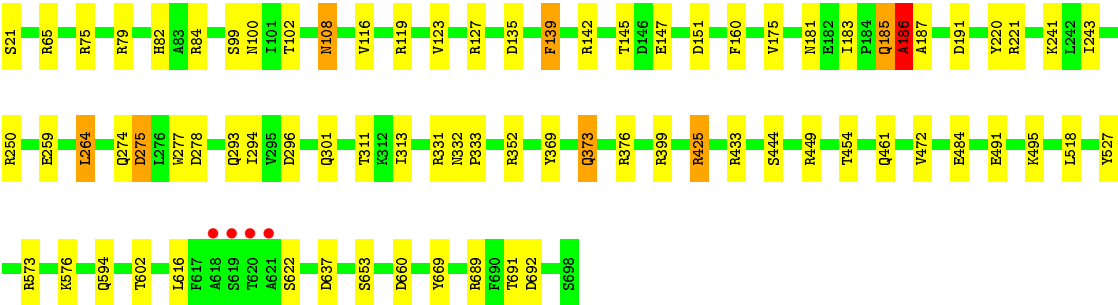 S21 R65 R75 R79 H82 A83 R84 S99 N100 I101 T102 N108 V116 R119 V123 R127 D135 F139 R142 T145 D146 E147 D151 F160 V175 N181 E182 I183 P184 Q185 A186 A187 D191 Y220 R221 K241 L242 I243
R250 E259 L264 Q274 D275 L276 W277 D278 Q293 I294 V295 D296 Q301 T311 K312 I313 R331 N332 P333 R352 Y369 Q373 R376 R399 R425 R433 S444 R449 T454 Q461 V472 E484 E491 K495 L518 Y527
R573 K576 Q594 T602 L616 F617 A618 S619 T620 A621 S622 D637 S653 D660 Y669 R689 F690 T691 D692 S698